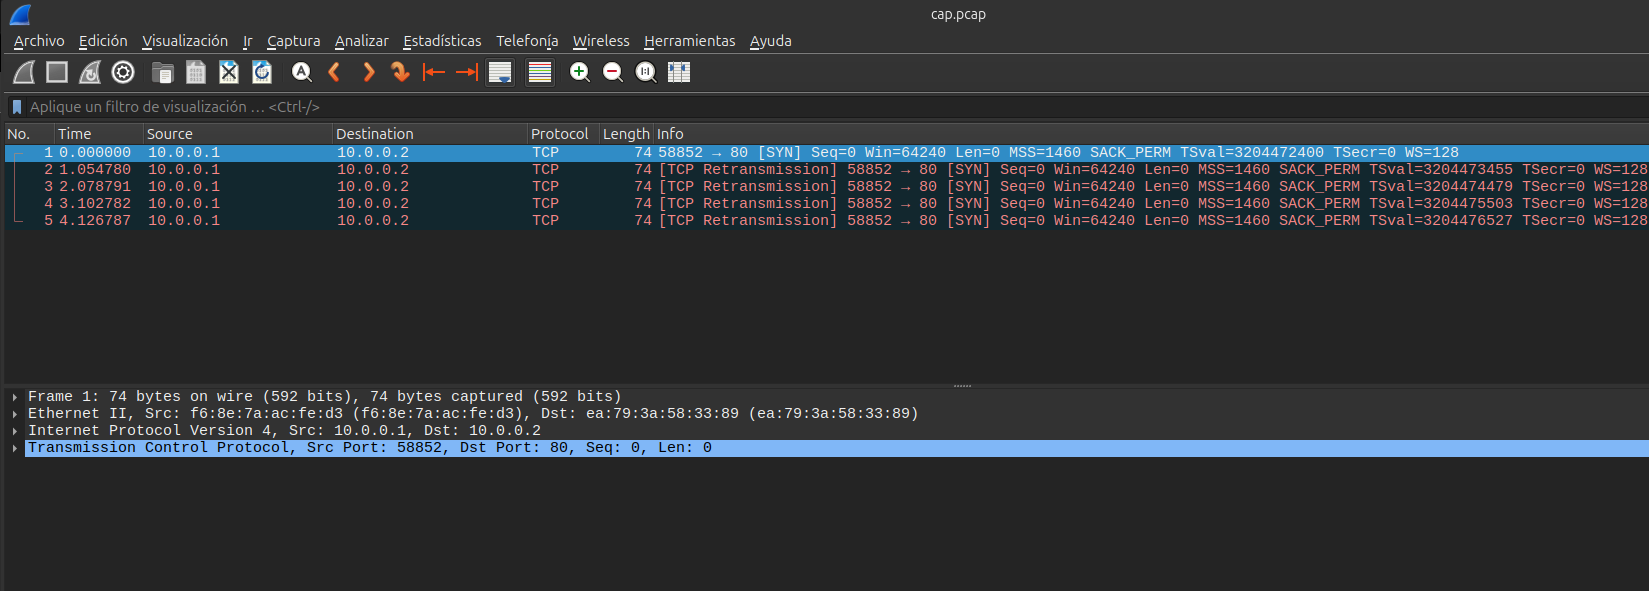 cap.pcap
Archivo Edición Visualización Ir Captura Analizar Estadísticas Telefonía Wireless Herramientas Ayuda
Aplique un filtro de visualización … <Ctrl-/>
No. Time Source Destination Protocol Length Info
1 0.000000 10.0.0.1 10.0.0.2 TCP 74 58852 → 80 [SYN] Seq=0 Win=64240 Len=0 MSS=1460 SACK_PERM TSval=3204472400 TSecr=0 WS=128
2 1.054780 10.0.0.1 10.0.0.2 TCP 74 [TCP Retransmission] 58852 → 80 [SYN] Seq=0 Win=64240 Len=0 MSS=1460 SACK_PERM TSval=3204473455 TSecr=0 WS=128
3 2.078791 10.0.0.1 10.0.0.2 TCP 74 [TCP Retransmission] 58852 → 80 [SYN] Seq=0 Win=64240 Len=0 MSS=1460 SACK_PERM TSval=3204474479 TSecr=0 WS=128
4 3.102782 10.0.0.1 10.0.0.2 TCP 74 [TCP Retransmission] 58852 → 80 [SYN] Seq=0 Win=64240 Len=0 MSS=1460 SACK_PERM TSval=3204475503 TSecr=0 WS=128
5 4.126787 10.0.0.1 10.0.0.2 TCP 74 [TCP Retransmission] 58852 → 80 [SYN] Seq=0 Win=64240 Len=0 MSS=1460 SACK_PERM TSval=3204476527 TSecr=0 WS=128
Frame 1: 74 bytes on wire (592 bits), 74 bytes captured (592 bits)
Ethernet II, Src: f6:8e:7a:ac:fe:d3 (f6:8e:7a:ac:fe:d3), Dst: ea:79:3a:58:33:89 (ea:79:3a:58:33:89)
Internet Protocol Version 4, Src: 10.0.0.1, Dst: 10.0.0.2
Transmission Control Protocol, Src Port: 58852, Dst Port: 80, Seq: 0, Len: 0